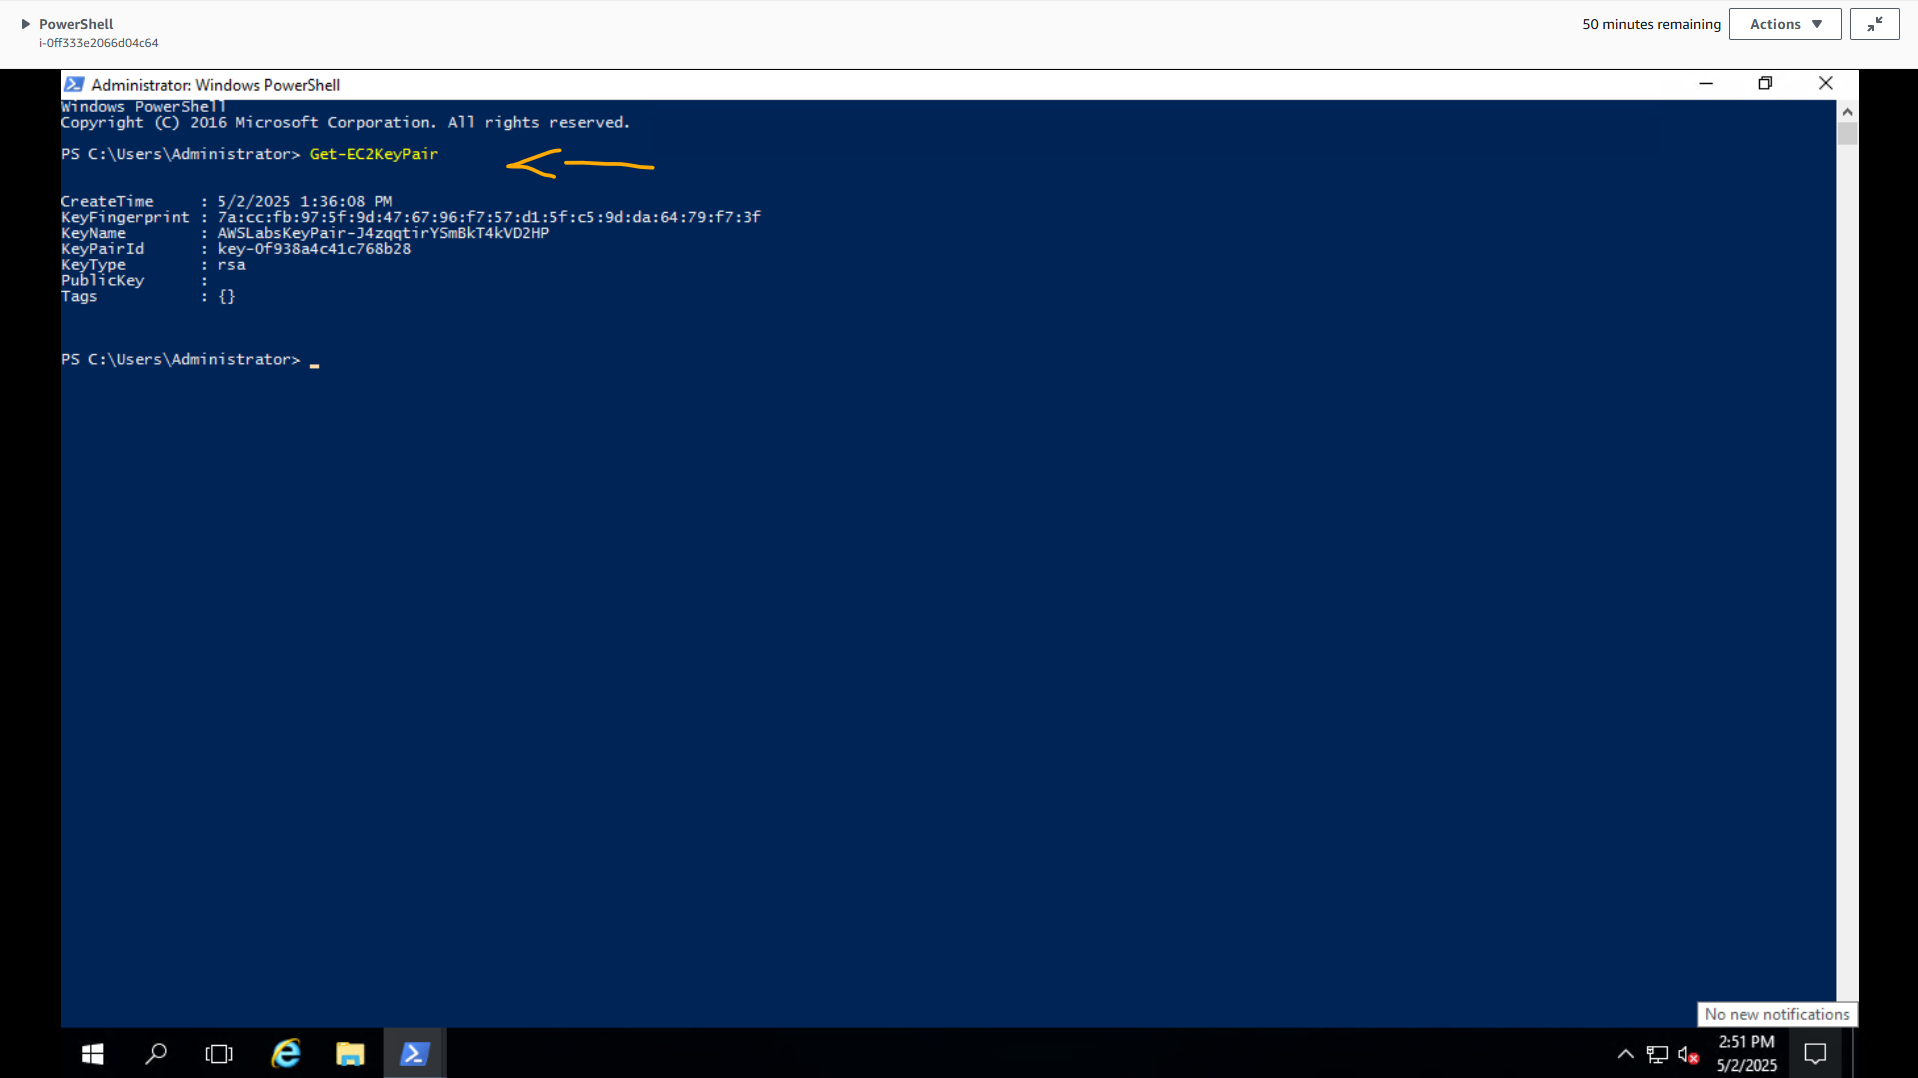 PowerShell
i-0ff333e2066d04c64
50 minutes remaining
Actions
Administrator: Windows PowerShell
Windows PowerShell
Copyright (C) 2016 Microsoft Corporation. All rights reserved.
PS C:\Users\Administrator> Get-EC2KeyPair
CreateTime     : 5/2/2025 1:36:08 PM
KeyFingerprint : 7a:cc:fb:97:5f:9d:47:67:96:f7:57:d1:5f:c5:9d:da:64:79:f7:3f
KeyName        : AWSLabsKeyPair-J4zqqtirYSmBkT4kVD2HP
KeyPairId      : key-0f938a4c41c768b28
KeyType        : rsa
PublicKey      :
Tags           : {}
PS C:\Users\Administrator> _
No new notifications
2:51 PM
5/2/2025